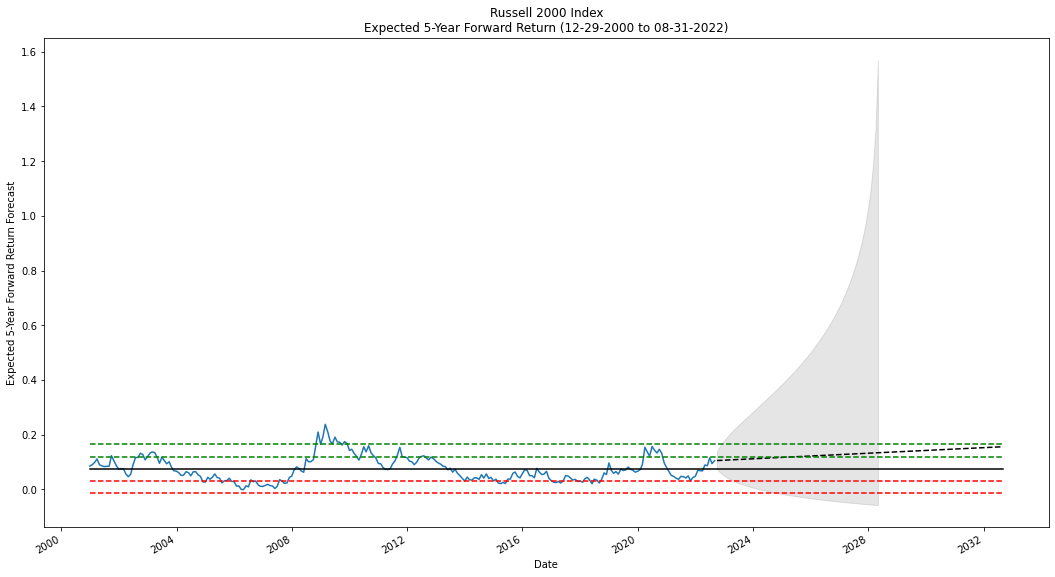 Russell 2000 Index
Expected 5-Year Forward Return (12-29-2000 to 08-31-2022)
Expected 5-Year Forward Return Forecast
1.6
1.4
1.2
1.0
0.8
0.6
0.4
0.2
0.0
2000 2004 2008 2012 2016 2020 2024 2028 2032
Date